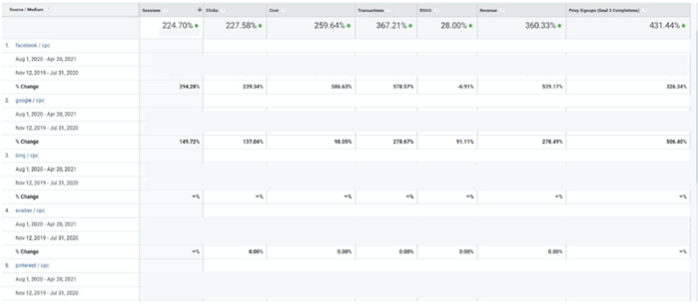 Source / Medium Sessions Clicks Cost Transactions ROAS Revenue Privy Signups (Goal 3 Completions)
224.70% 227.58% 259.64% 367.21% 28.00% 360.33% 431.44%
1. facebook / cpc
Aug 1, 2020 - Apr 20, 2021
Nov 12, 2019 - Jul 31, 2020
% Change 294.28% 239.34% 578.57% -6.91% 539.17% 326.34%
2. google / cpc
Aug 1, 2020 - Apr 20, 2021
Nov 12, 2019 - Jul 31, 2020
% Change 149.72% 137.04% 98.05% 278.67% 91.11% 278.49% 506.40%
3. bing / cpc
Aug 1, 2020 - Apr 20, 2021
Nov 12, 2019 - Jul 31, 2020
% Change ∞% ∞% ∞% ∞% ∞% ∞% ∞%
4. / cpc
Aug 1, 2020 - Apr 20, 2021
Nov 12, 2019 - Jul 31, 2020
% Change ∞% 0.00% 0.00% 0.00% 0.00% 0.00% ∞%
5. pinterest / cpc
Aug 1, 2020 - Apr 20, 2021
Nov 12, 2019 - Jul 31, 2020